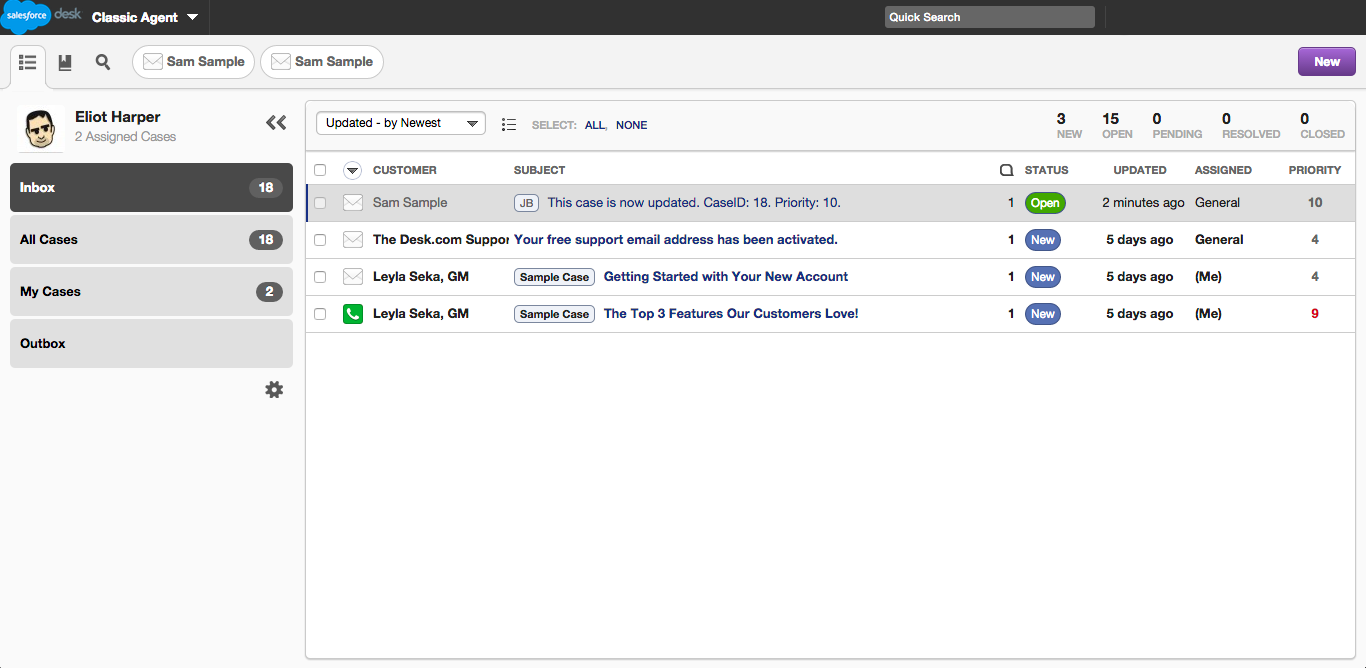 salesforce desk Classic Agent Quick Search
Sam Sample Sam Sample New
Eliot Harper
2 Assigned Cases
Inbox 18
All Cases 18
My Cases 2
Outbox
Updated - by Newest SELECT: ALL, NONE
3 15 0 0 0
NEW OPEN PENDING RESOLVED CLOSED
CUSTOMER SUBJECT STATUS UPDATED ASSIGNED PRIORITY
Sam Sample JB This case is now updated. CaseID: 18. Priority: 10. 1 Open 2 minutes ago General 10
The Desk.com Suppor Your free support email address has been activated. 1 New 5 days ago General 4
Leyla Seka, GM Sample Case Getting Started with Your New Account 1 New 5 days ago (Me) 4
Leyla Seka, GM Sample Case The Top 3 Features Our Customers Love! 1 New 5 days ago (Me) 9